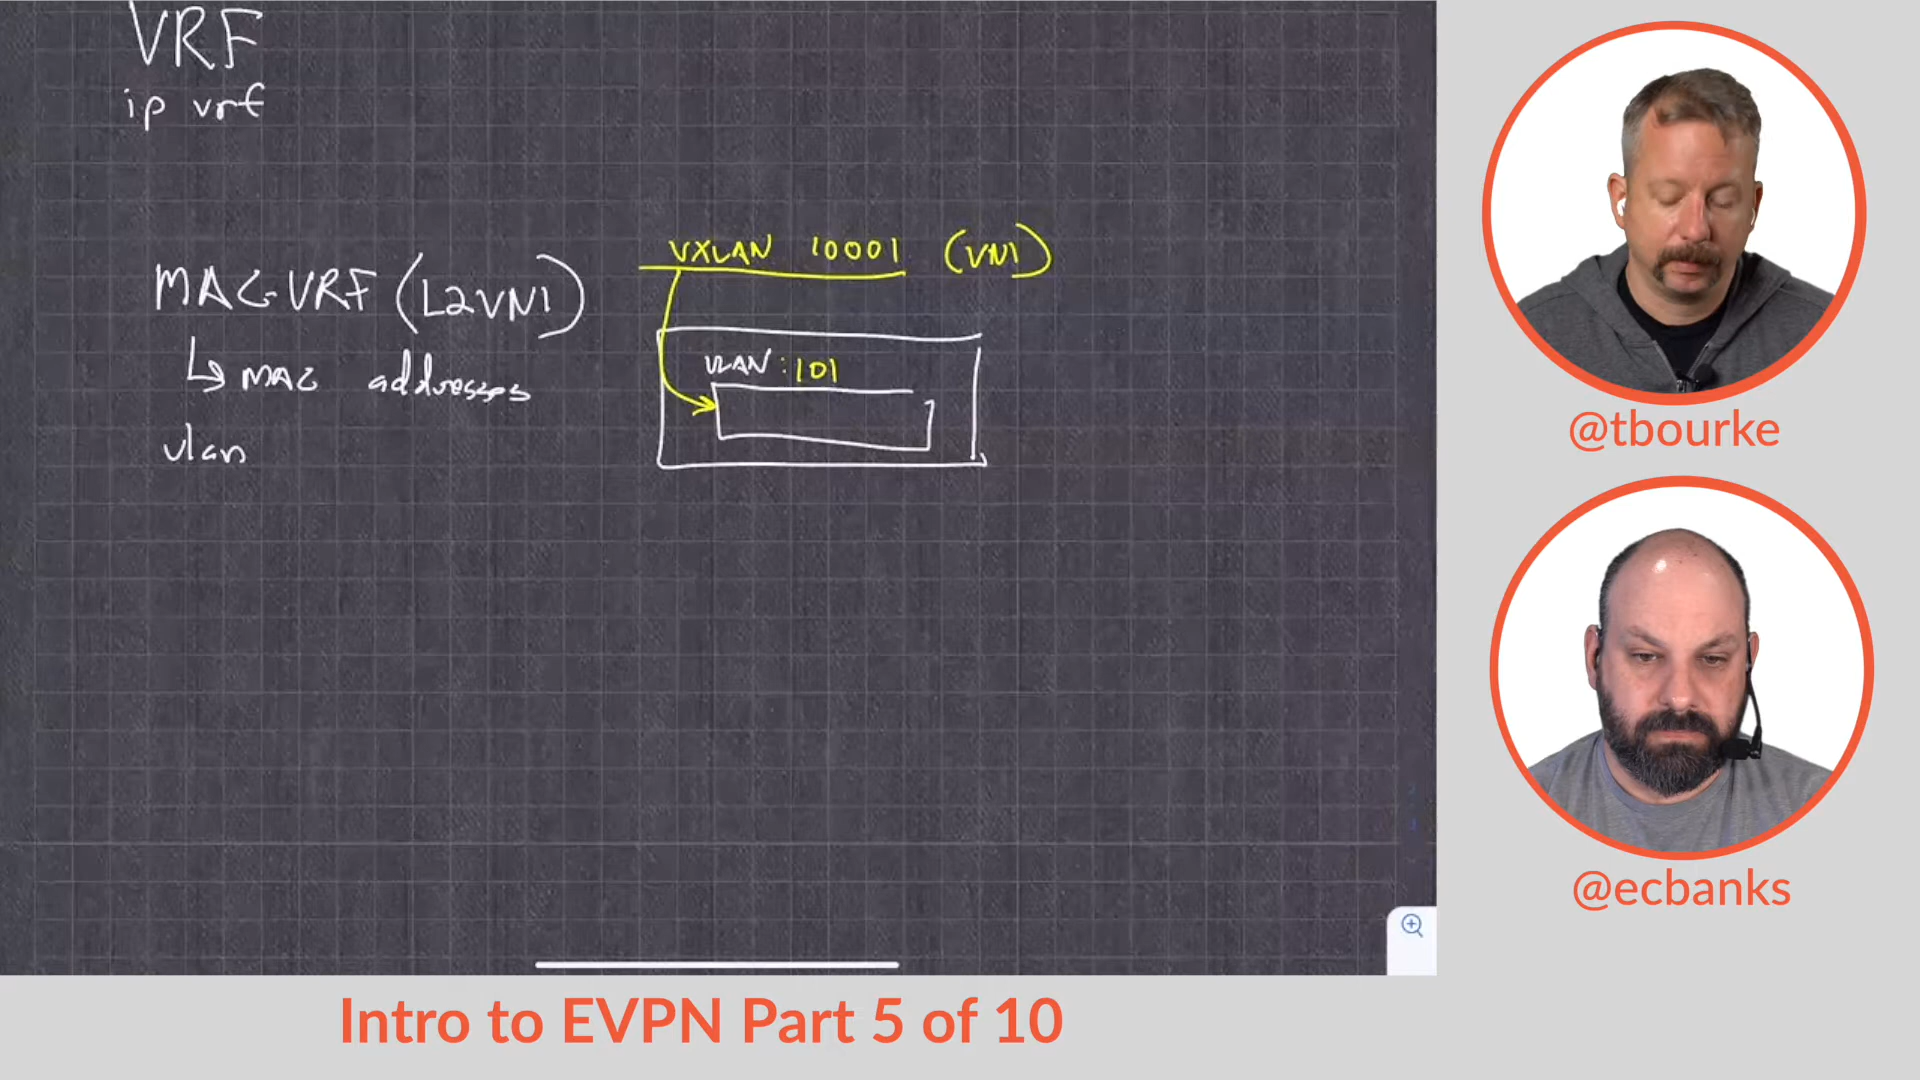 VRF
ip vrf
VXLAN 10001 (VNI)
MAC-VRF (L2VNI)
↳ MAC addresses
VLAN: 101
vlan
@tbourke
@ecbanks
Intro to EVPN Part 5 of 10